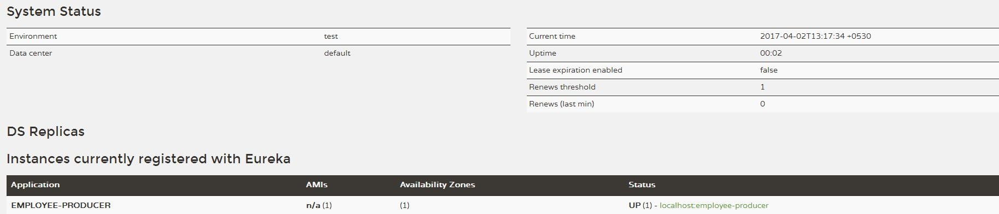 System Status
Environment test
Data center default
Current time 2017-04-02T13:17:34 +0530
Uptime 00:02
Lease expiration enabled false
Renews threshold 1
Renews (last min) 0
DS Replicas
Instances currently registered with Eureka
Application AMIs Availability Zones Status
EMPLOYEE-PRODUCER n/a (1) (1) UP (1) - localhost:employee-producer